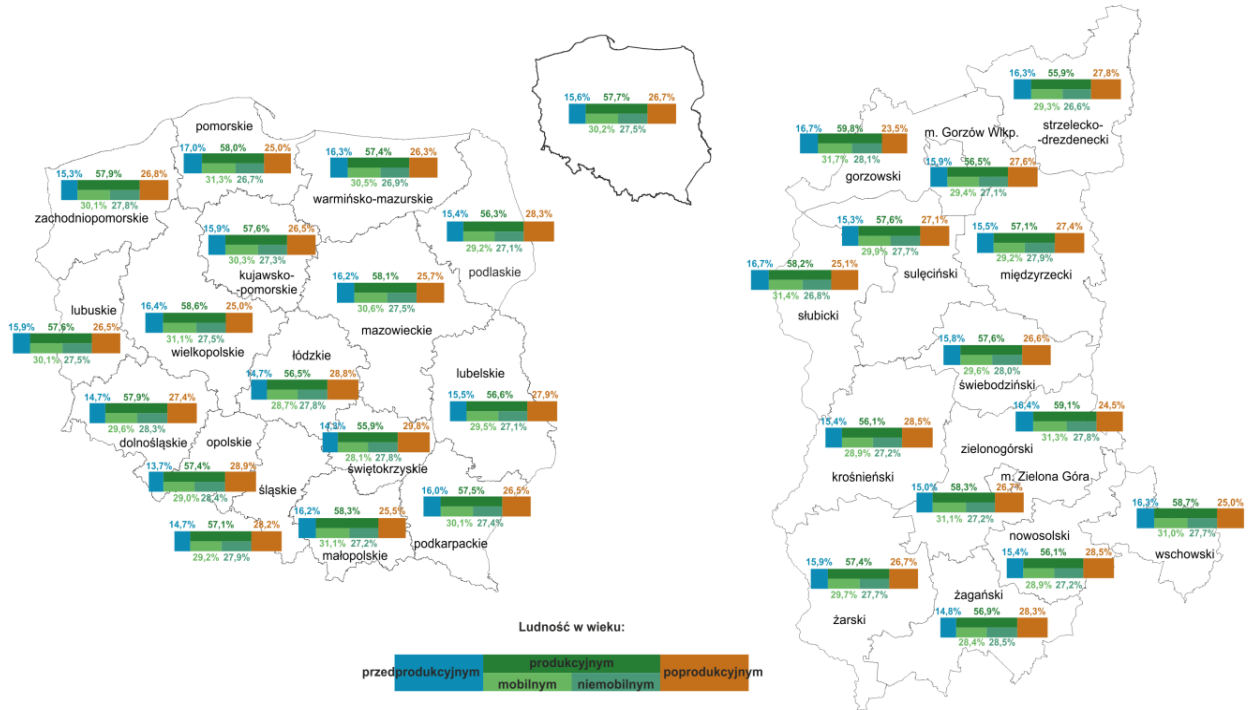 15,6% 57,7% 26,7%
30,2% 27,5%
pomorskie
17,0% 58,0% 25,0%
31,3% 26,7%
16,3% 57,4% 26,3%
30,5% 26,9%
warmińsko-mazurskie
15,3% 57,9% 26,8%
30,1% 27,8%
zachodniopomorskie
15,4% 56,3% 28,3%
29,2% 27,1%
podlaskie
15,9% 57,6% 26,5%
30,3% 27,3%
kujawsko-
-pomorskie
16,2% 58,1% 25,7%
30,6% 27,5%
mazowieckie
lubuskie
15,9% 57,6% 26,5%
30,1% 27,5%
16,4% 58,6% 25,0%
31,1% 27,5%
wielkopolskie
łódzkie
14,7% 56,5% 28,8%
28,7% 27,8%
lubelskie
15,5% 56,6% 27,9%
29,5% 27,1%
14,7% 57,9% 27,4%
29,6% 28,3%
dolnośląskie
opolskie
13,7% 57,4% 28,9%
29,0% 28,4%
55,9% 29,8%
28,1% 27,8%
świętokrzyskie
śląskie
14,7% 57,1% 28,2%
29,2% 27,9%
16,2% 58,3% 25,5%
31,1% 27,2%
małopolskie
16,0% 57,5% 26,5%
30,1% 27,4%
podkarpackie
16,3% 55,9% 27,8%
29,3% 26,6%
strzelecko-
-drezdenecki
16,7% 59,8% 23,5%
31,7% 28,1%
gorzowski
m. Gorzów Wlkp.
15,9% 56,5% 27,6%
29,4% 27,1%
15,3% 57,6% 27,1%
29,9% 27,7%
sulęciński
15,5% 57,1% 27,4%
29,2% 27,9%
międzyrzecki
16,7% 58,2% 25,1%
31,4% 26,8%
słubicki
15,8% 57,6% 26,6%
29,6% 28,0%
świebodziński
15,4% 56,1% 28,5%
28,9% 27,2%
krośnieński
16,4% 59,1% 24,5%
31,3% 27,8%
zielonogórski
m. Zielona Góra
15,0% 58,3% 26,7%
31,1% 27,2%
16,3% 58,7% 25,0%
31,0% 27,7%
wschowski
nowosolski
15,4% 56,1% 28,5%
28,9% 27,2%
15,9% 57,4% 26,7%
29,7% 27,7%
żarski
żagański
14,8% 56,9% 28,3%
28,4% 28,5%
Ludność w wieku:
przedprodukcyjnym produkcyjnym poprodukcyjnym
mobilnym niemobilnym